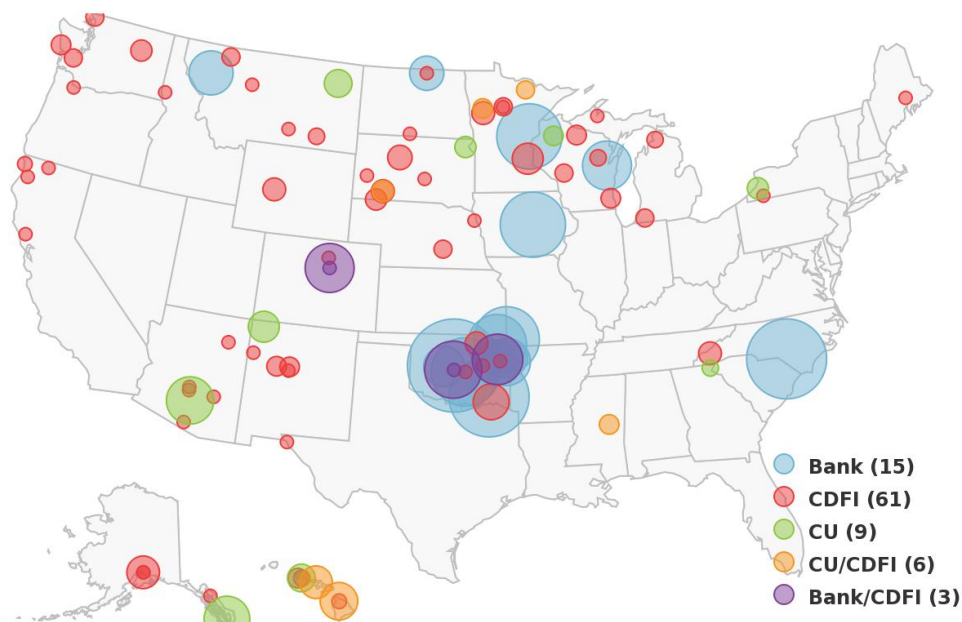 Bank (15)
CDFI (61)
CU (9)
CU/CDFI (6)
Bank/CDFI (3)